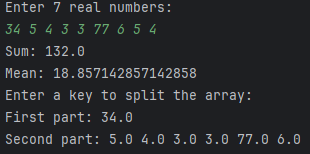 Enter 7 real numbers:
34 5 4 3 3 77 6 5 4
Sum: 132.0
Mean: 18.857142857142858
Enter a key to split the array:
First part: 34.0
Second part: 5.0 4.0 3.0 3.0 77.0 6.0